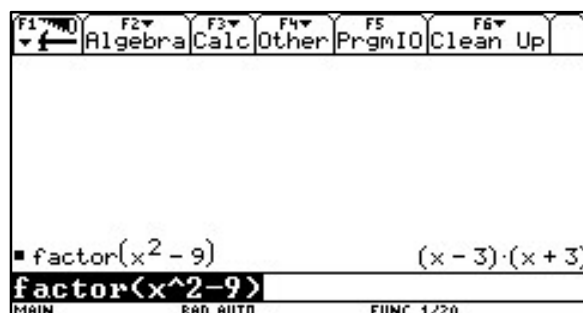 F1 F2 F3 F4 F5 F6
Algebra Calc Other PrgmIO Clean Up
factor(x² - 9) (x - 3)·(x + 3)
factor(x^2-9)
MAIN RAD AUTO FUNC 1/20